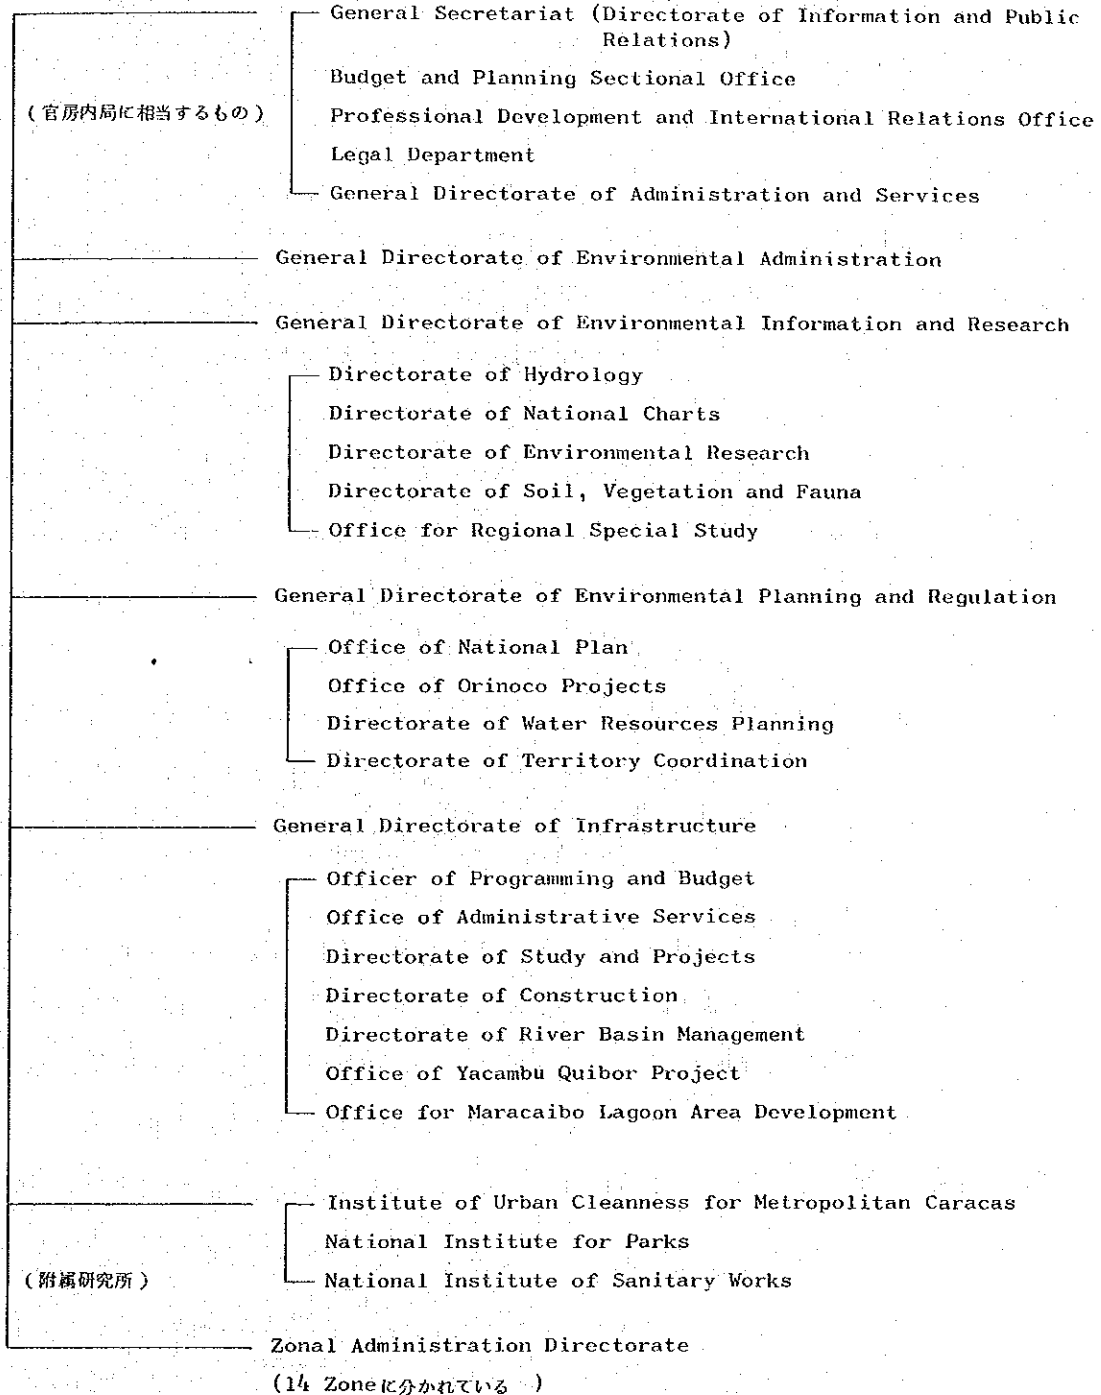 General Secretariat (Directorate of Information and Public
Relations)
Budget and Planning Sectional Office
(官房内局に相当するもの)
Professional Development and International Relations Office
Legal Department
General Directorate of Administration and Services
General Directorate of Environmental Administration
General Directorate of Environmental Information and Research
Directorate of Hydrology
Directorate of National Charts
Directorate of Environmental Research
Directorate of Soil, Vegetation and Fauna
Office for Regional Special Study
General Directorate of Environmental Planning and Regulation
Office of National Plan
Office of Orinoco Projects
Directorate of Water Resources Planning
Directorate of Territory Coordination
General Directorate of Infrastructure
Officer of Programming and Budget
Office of Administrative Services
Directorate of Study and Projects
Directorate of Construction
Directorate of River Basin Management
Office of Yacambu Quibor Project
Office for Maracaibo Lagoon Area Development
Institute of Urban Cleanness for Metropolitan Caracas
National Institute for Parks
(附属研究所)
National Institute of Sanitary Works
Zonal Administration Directorate
(14 Zoneに分かれている)